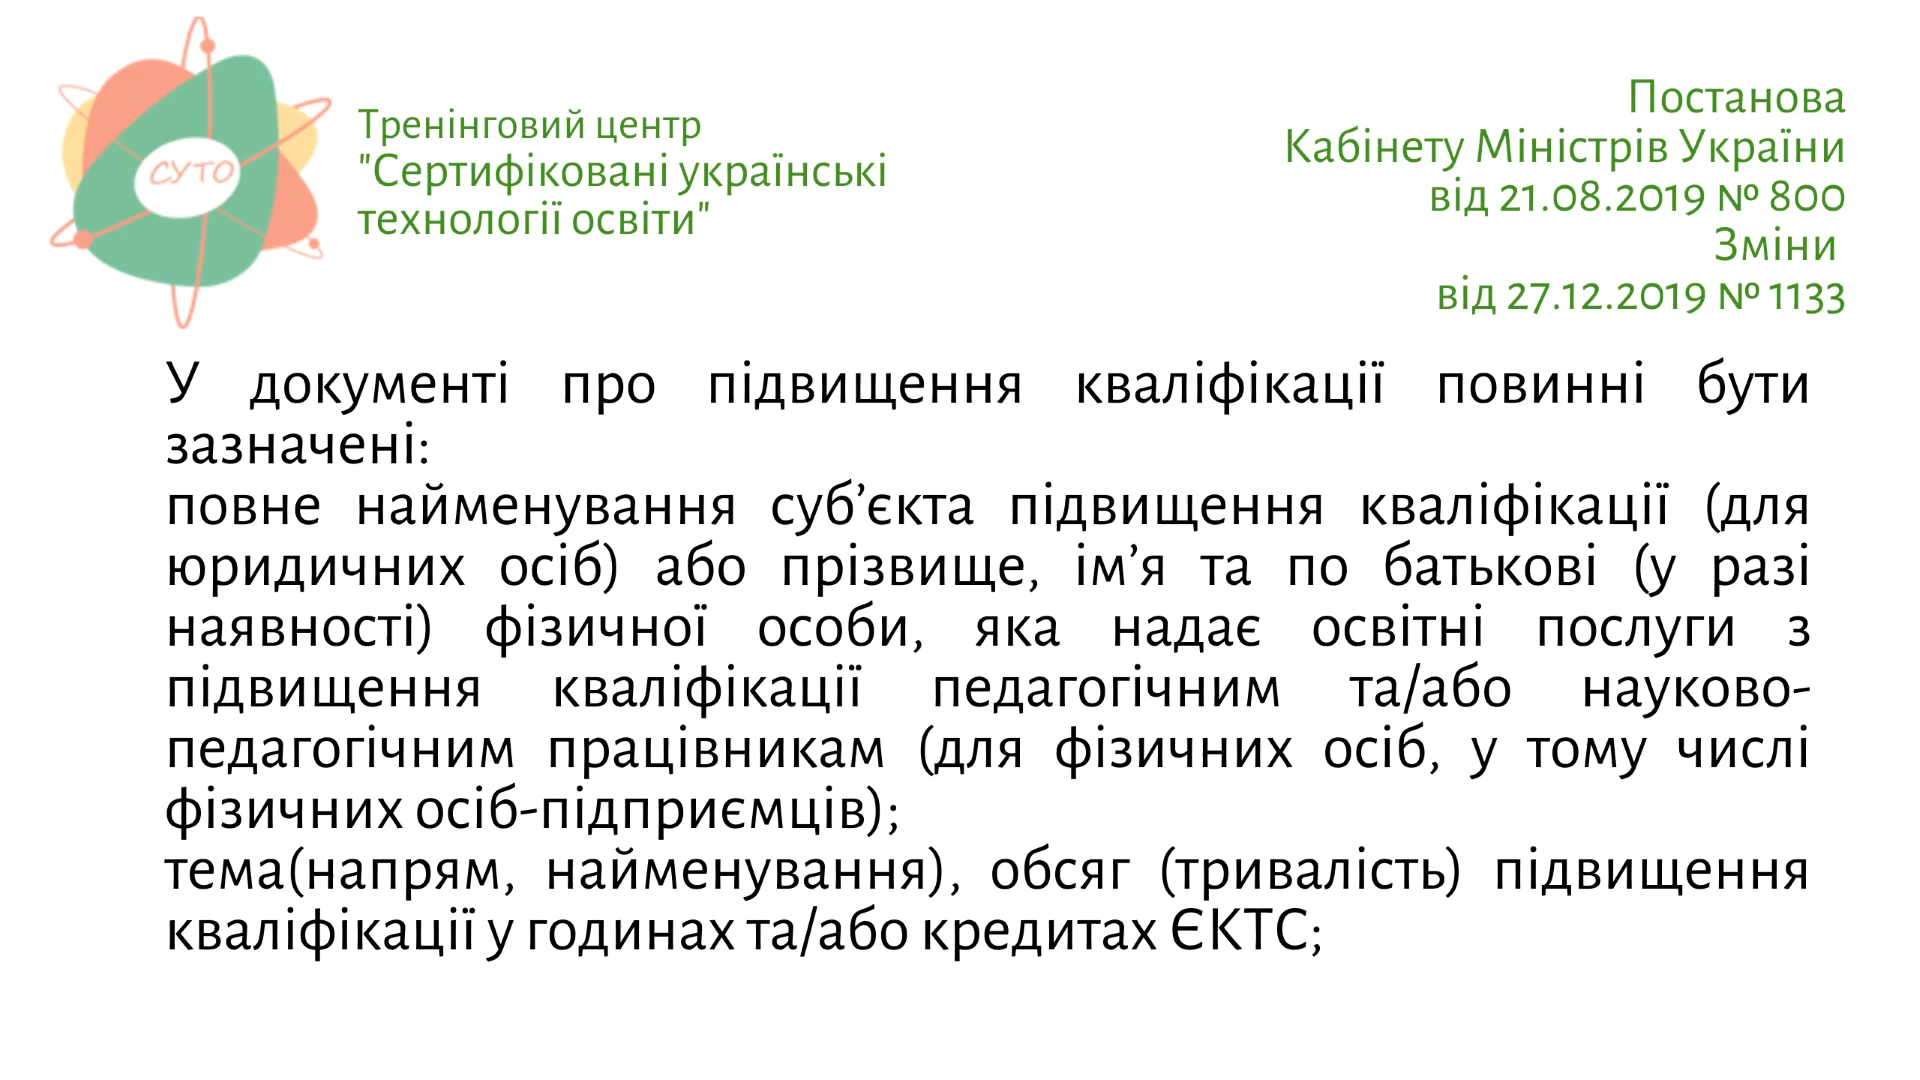 СУТО
Тренінговий центр
"Сертифіковані українські
технології освіти"
Постанова
Кабінету Міністрів України
від 21.08.2019 № 800
Зміни
від 27.12.2019 № 1133
У документі про підвищення кваліфікації повинні бути
зазначені:
повне найменування суб’єкта підвищення кваліфікації (для
юридичних осіб) або прізвище, ім’я та по батькові (у разі
наявності) фізичної особи, яка надає освітні послуги з
підвищення кваліфікації педагогічним та/або науково-
педагогічним працівникам (для фізичних осіб, у тому числі
фізичних осіб-підприємців);
тема(напрям, найменування), обсяг (тривалість) підвищення
кваліфікації у годинах та/або кредитах ЄКТС;